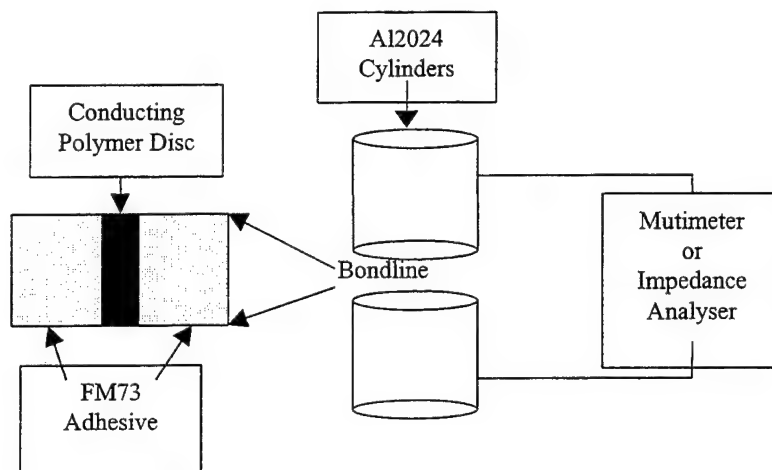 Al2024
Cylinders
Conducting
Polymer Disc
Mutimeter
or
Impedance
Analyser
Bondline
FM73
Adhesive